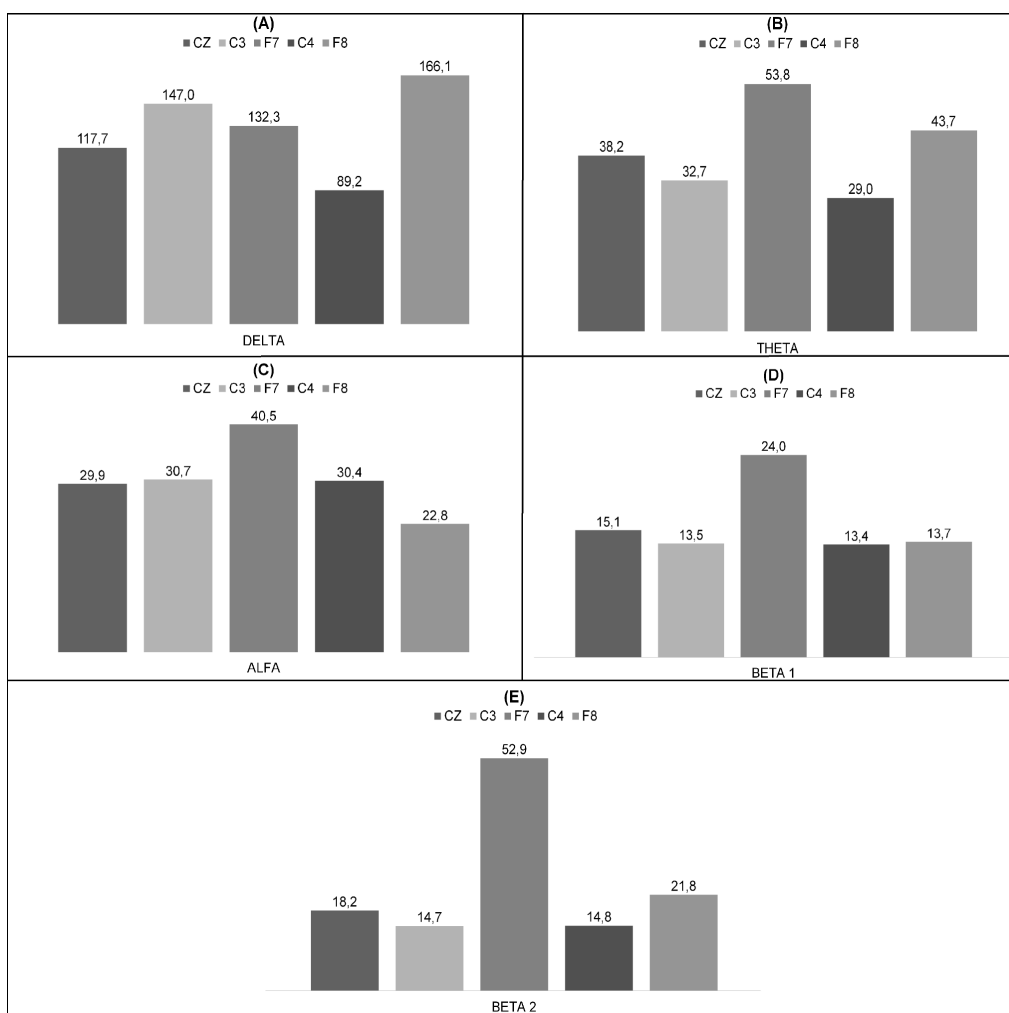 (A)
CZ C3 F7 C4 F8
117,7 147,0 132,3 89,2 166,1
DELTA
(B)
CZ C3 F7 C4 F8
38,2 32,7 53,8 29,0 43,7
THETA
(C)
CZ C3 F7 C4 F8
29,9 30,7 40,5 30,4 22,8
ALFA
(D)
CZ C3 F7 C4 F8
15,1 13,5 24,0 13,4 13,7
BETA 1
(E)
CZ C3 F7 C4 F8
18,2 14,7 52,9 14,8 21,8
BETA 2